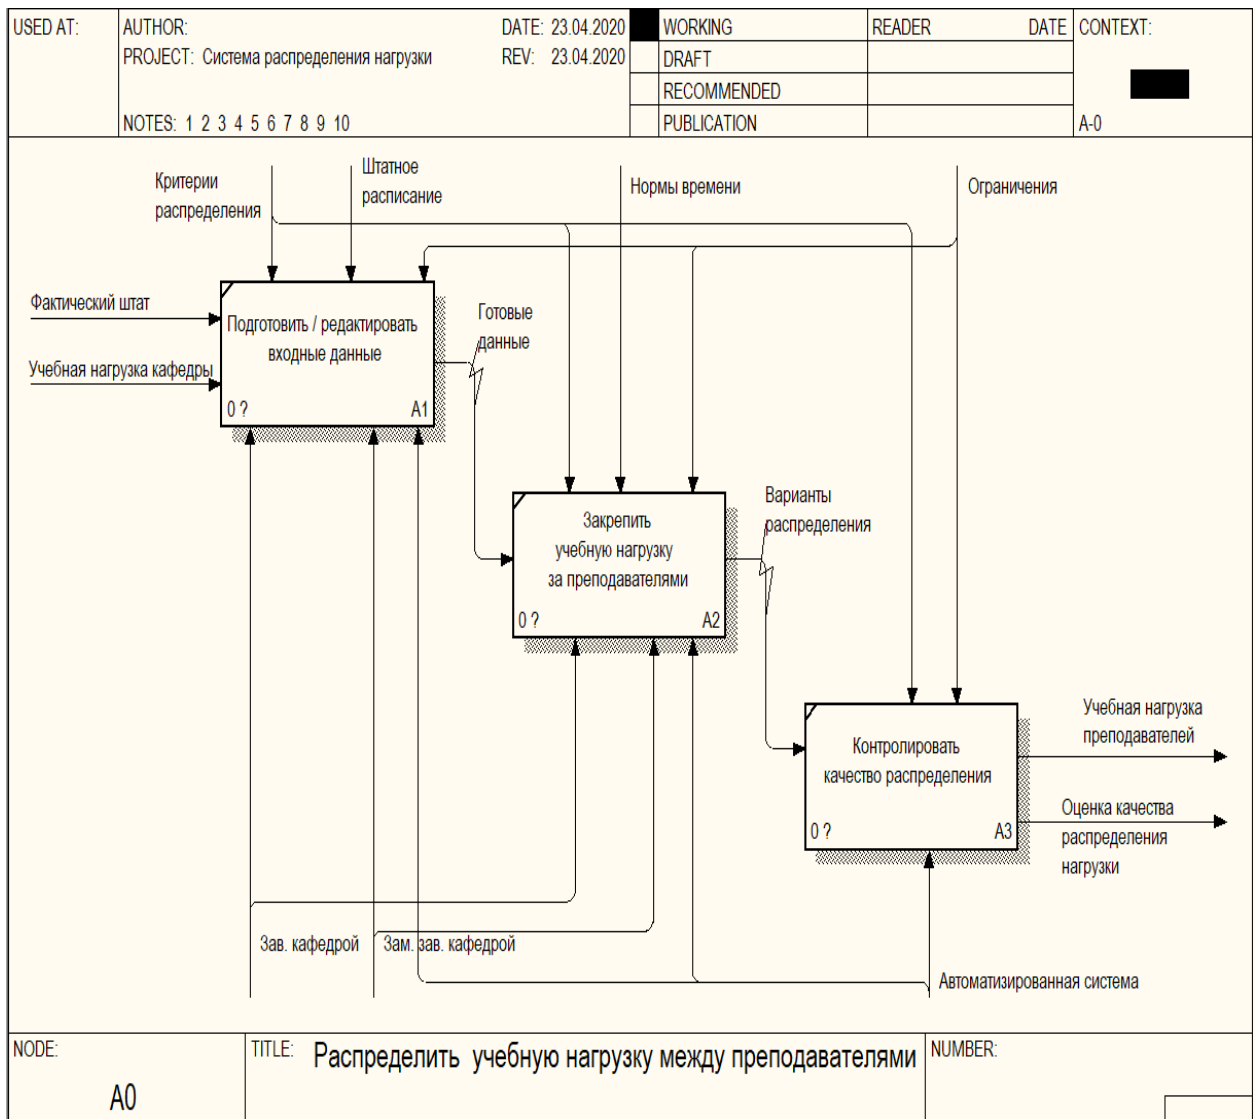 USED AT:
AUTHOR:
DATE: 23.04.2020
PROJECT: Система распределения нагрузки
REV: 23.04.2020
NOTES: 1 2 3 4 5 6 7 8 9 10
WORKING
DRAFT
RECOMMENDED
PUBLICATION
READER
DATE
CONTEXT:
A-0
Критерии
распределения
Штатное
расписание
Нормы времени
Ограничения
Фактический штат
Учебная нагрузка кафедры
Подготовить / редактировать
входные данные
0 ?
A1
Готовые
данные
Закрепить
учебную нагрузку
за преподавателями
0 ?
A2
Варианты
распределения
Контролировать
качество распределения
0 ?
A3
Учебная нагрузка
преподавателей
Оценка качества
распределения
нагрузки
Зав. кафедрой
Зам. зав. кафедрой
Автоматизированная система
NODE:
A0
TITLE:
Распределить учебную нагрузку между преподавателями
NUMBER: